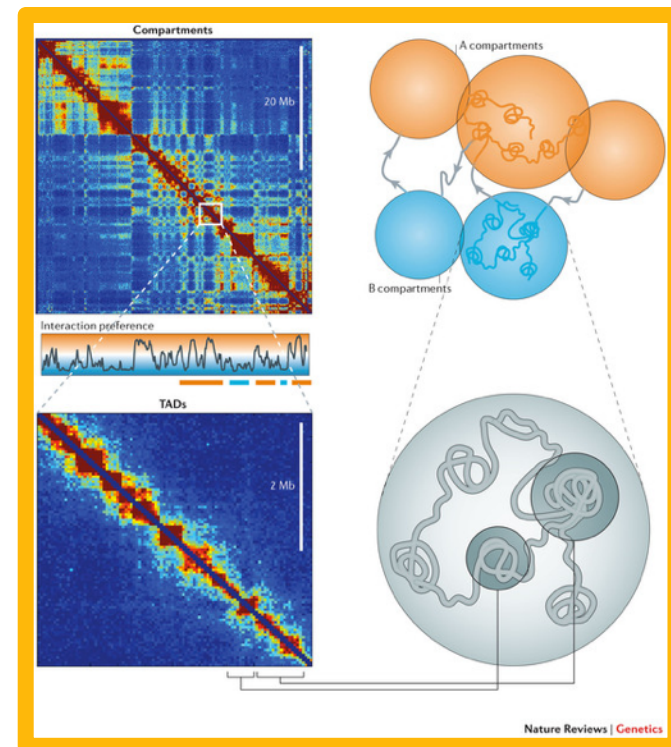 Compartments
A compartments
20 Mb
B compartments
Interaction preference
TADs
2 Mb
Nature Reviews | Genetics